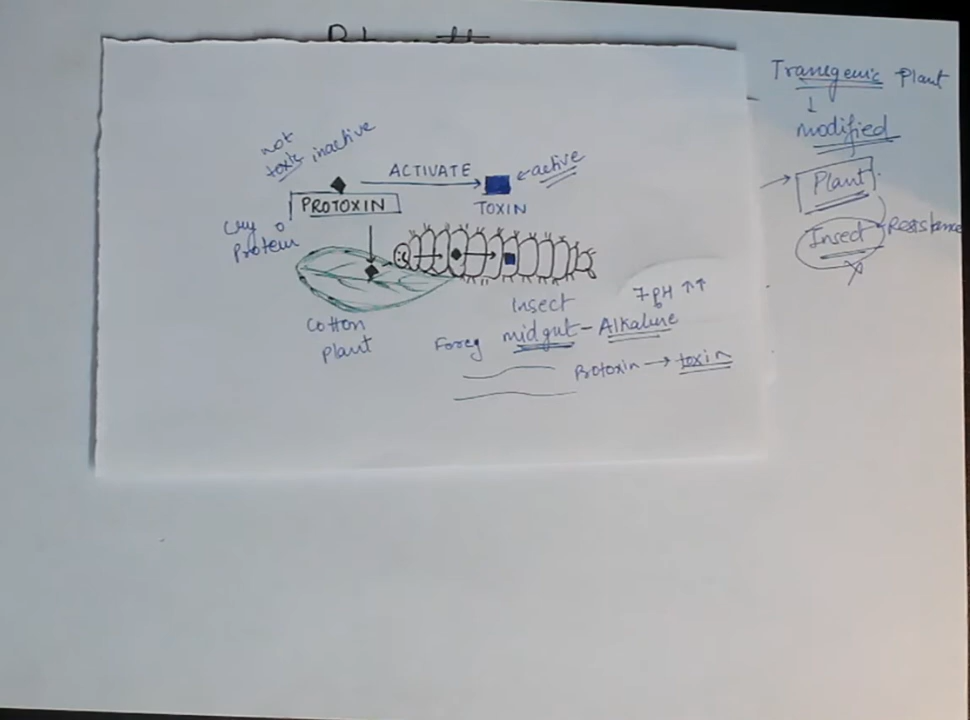 Transgenic Plant
↓
modified
Plant
Insect Resistance
not
toxic inactive
ACTIVATE
active
PROTOXIN
TOXIN
Cry
Protein
Cotton
Plant
Insect
midgut - Alkaline
7 pH ↑↑
Foreg
Protoxin → toxin